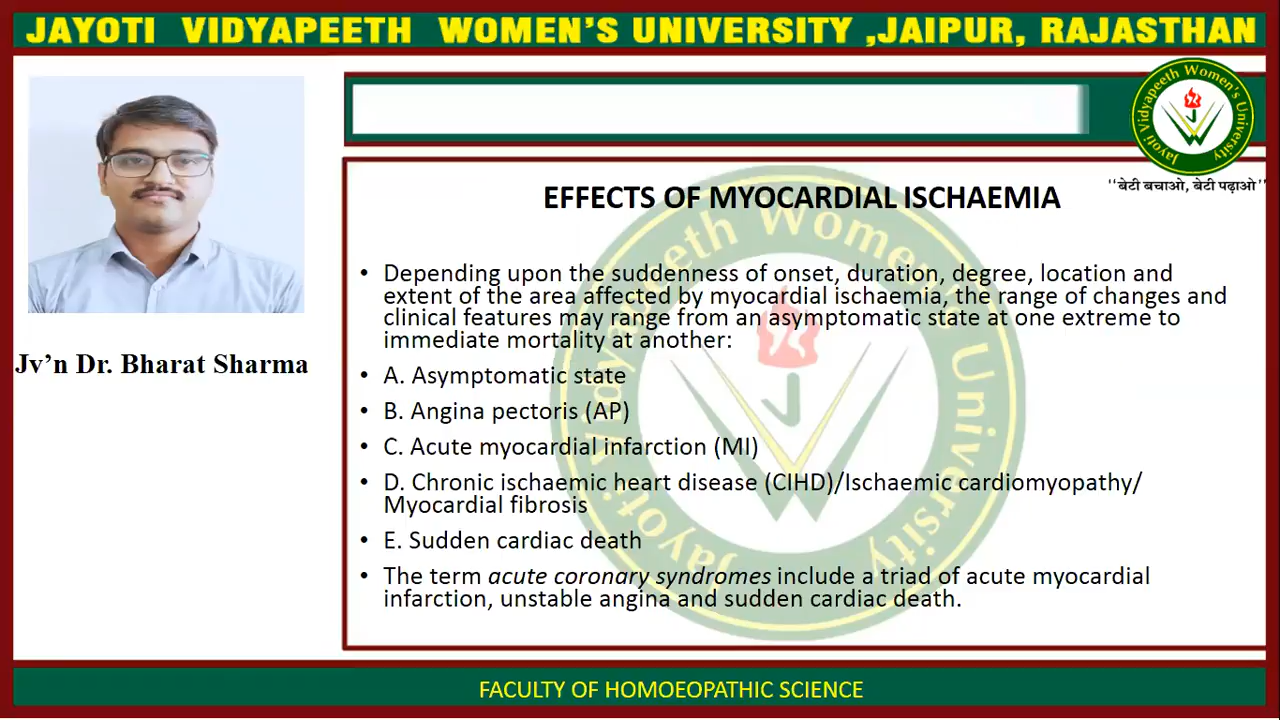 JAYOTI VIDYAPEETH WOMEN'S UNIVERSITY ,JAIPUR, RAJASTHAN
Jayoti Vidyapeeth Women's University
"बेटी बचाओ, बेटी पढ़ाओ"
Jv'n Dr. Bharat Sharma
EFFECTS OF MYOCARDIAL ISCHAEMIA
• Depending upon the suddenness of onset, duration, degree, location and
extent of the area affected by myocardial ischaemia, the range of changes and
clinical features may range from an asymptomatic state at one extreme to
immediate mortality at another:
• A. Asymptomatic state
• B. Angina pectoris (AP)
• C. Acute myocardial infarction (MI)
• D. Chronic ischaemic heart disease (CIHD)/Ischaemic cardiomyopathy/
Myocardial fibrosis
• E. Sudden cardiac death
• The term acute coronary syndromes include a triad of acute myocardial
infarction, unstable angina and sudden cardiac death.
Jayoti Vidyapeeth Women's University
FACULTY OF HOMOEOPATHIC SCIENCE